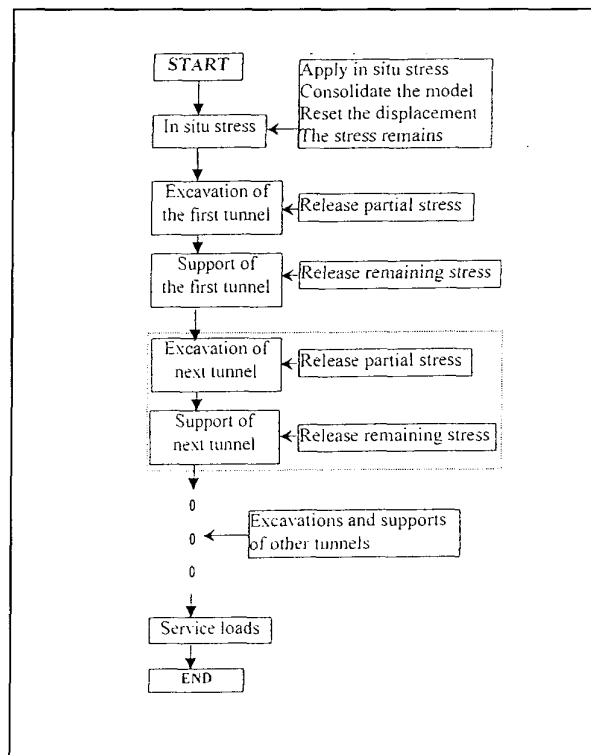 START
Apply in situ stress
Consolidate the model
Reset the displacement
The stress remains
In situ stress
Excavation of
the first tunnel
Release partial stress
Support of
the first tunnel
Release remaining stress
Excavation of
next tunnel
Release partial stress
Support of
next tunnel
Release remaining stress
0
0
0
Excavations and supports
of other tunnels
Service loads
END